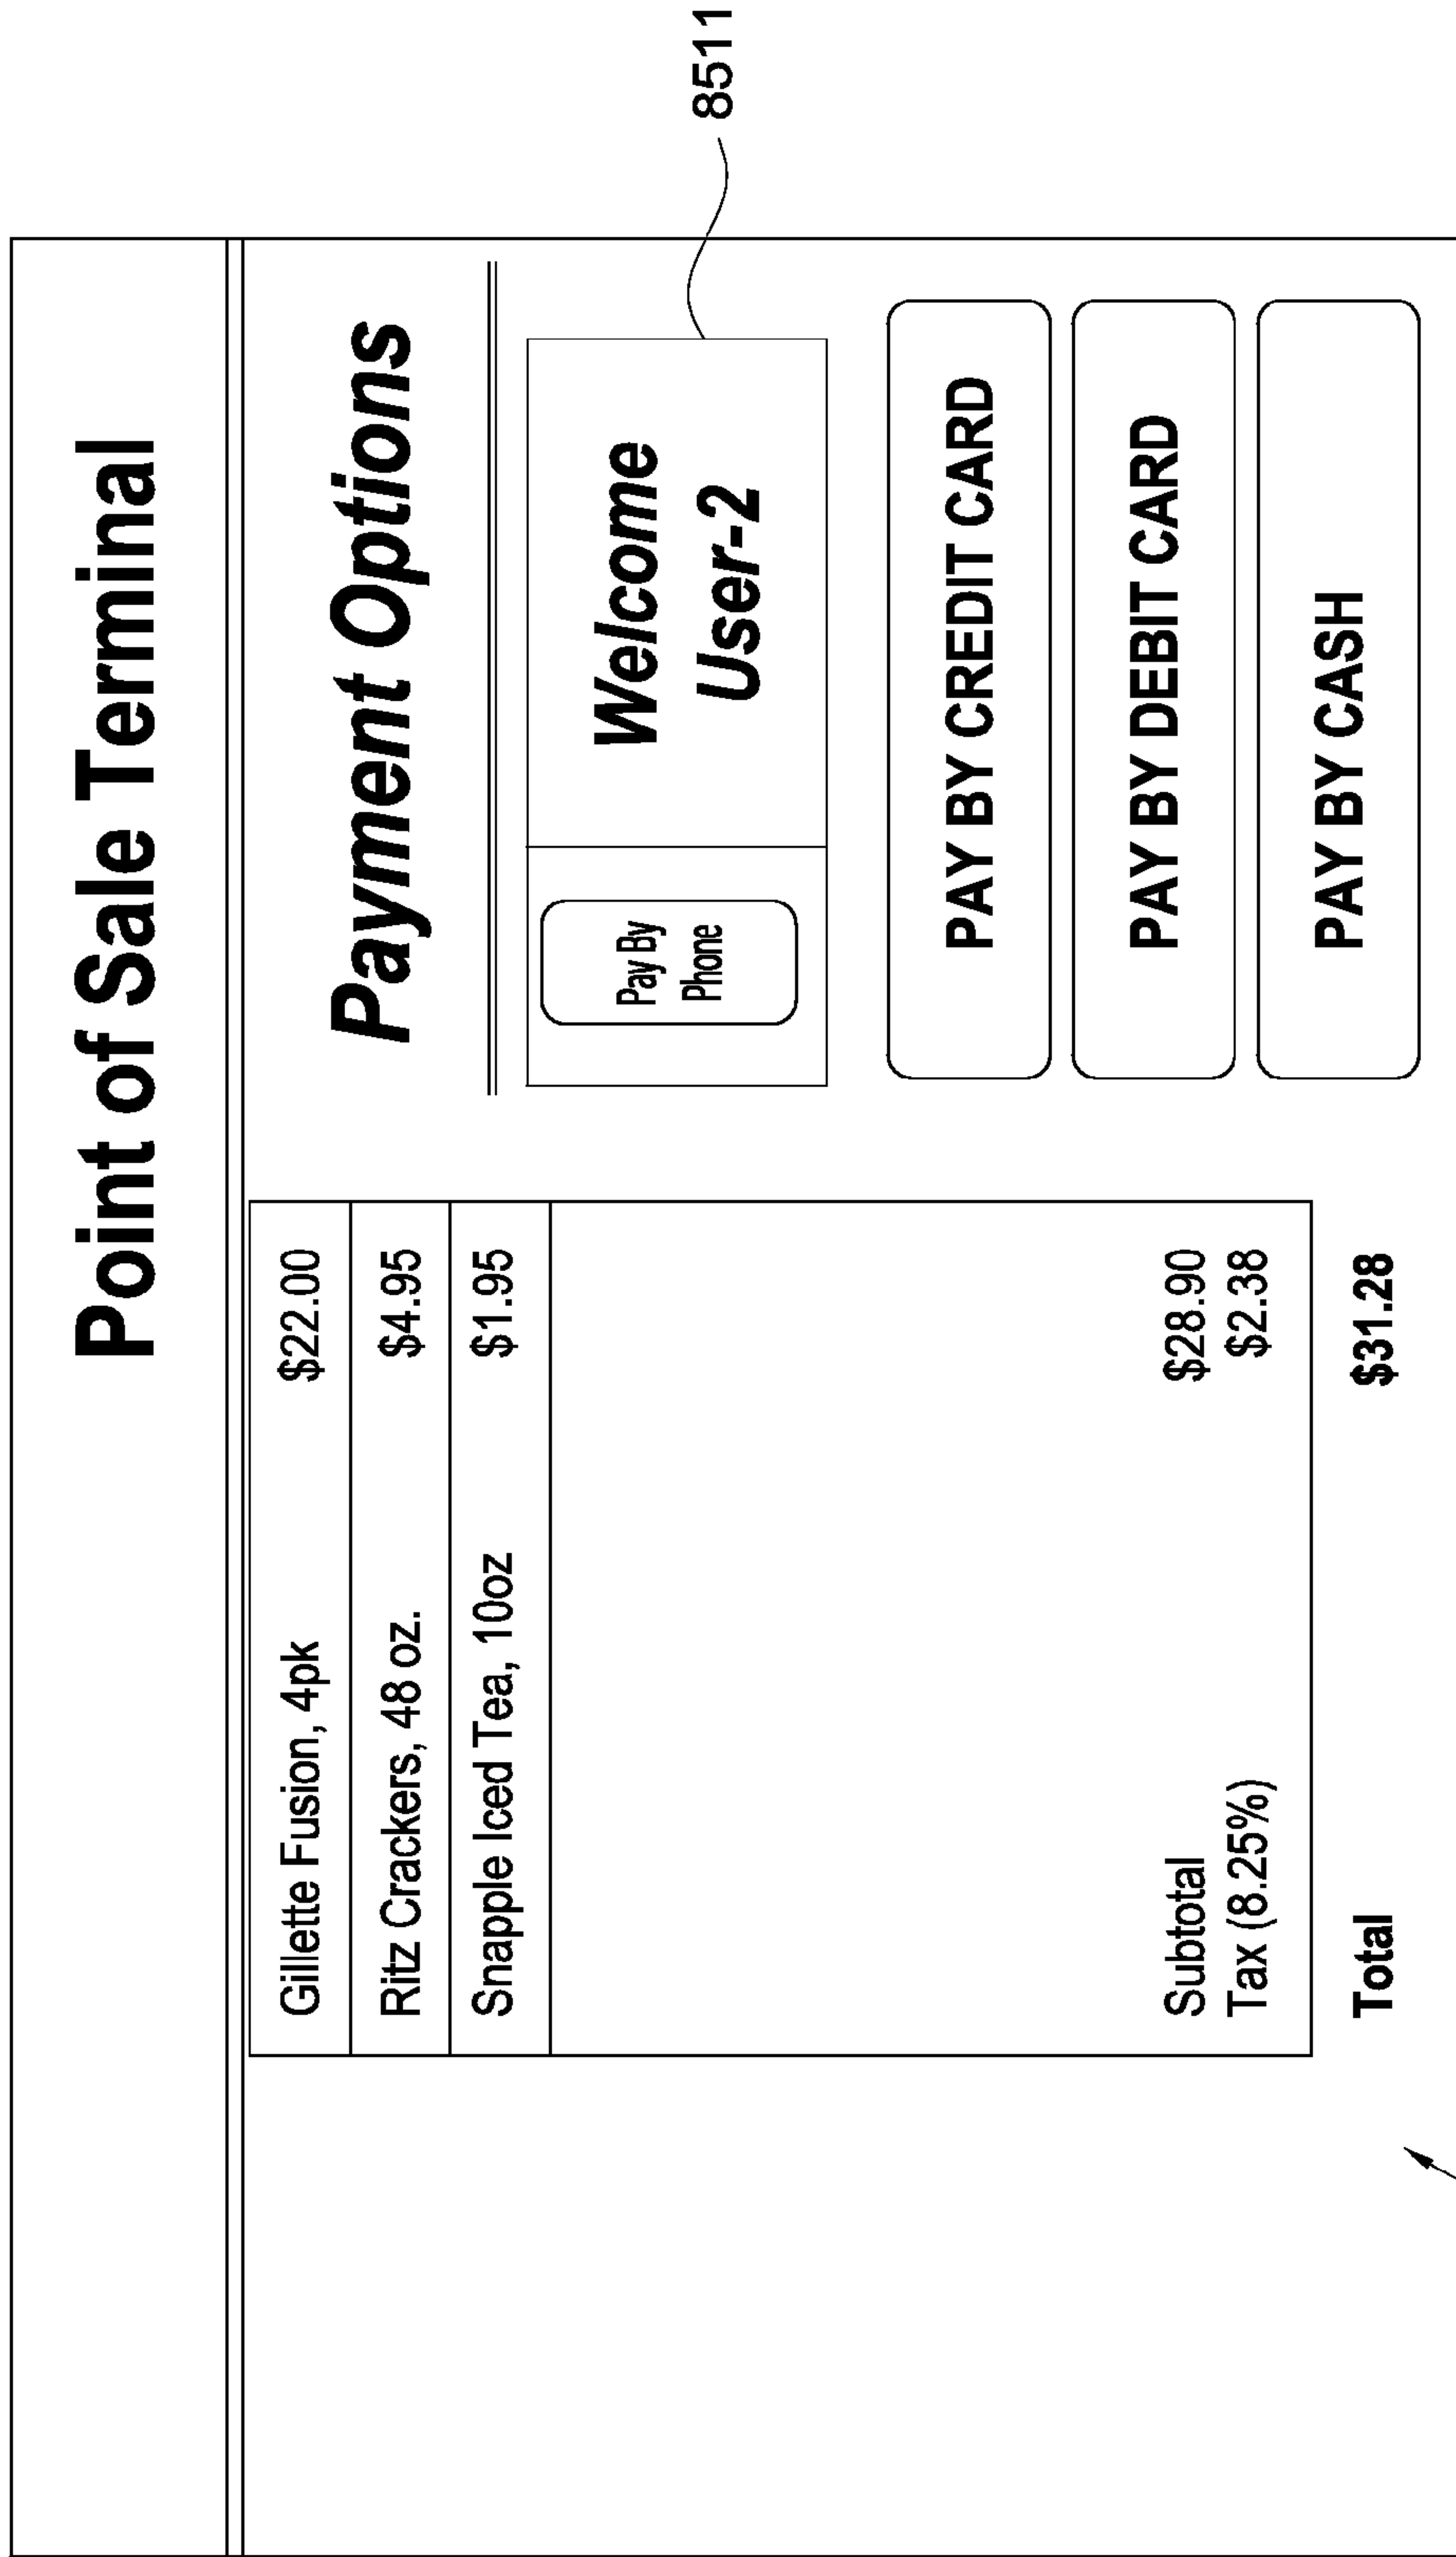 Point of Sale Terminal
Gillette Fusion, 4pk $22.00
Ritz Crackers, 48 oz. $4.95
Snapple Iced Tea, 10oz $1.95
Subtotal $28.90
Tax (8.25%) $2.38
Total $31.28
Payment Options
Pay By
Phone
Welcome
User-2
8511
PAY BY CREDIT CARD
PAY BY DEBIT CARD
PAY BY CASH